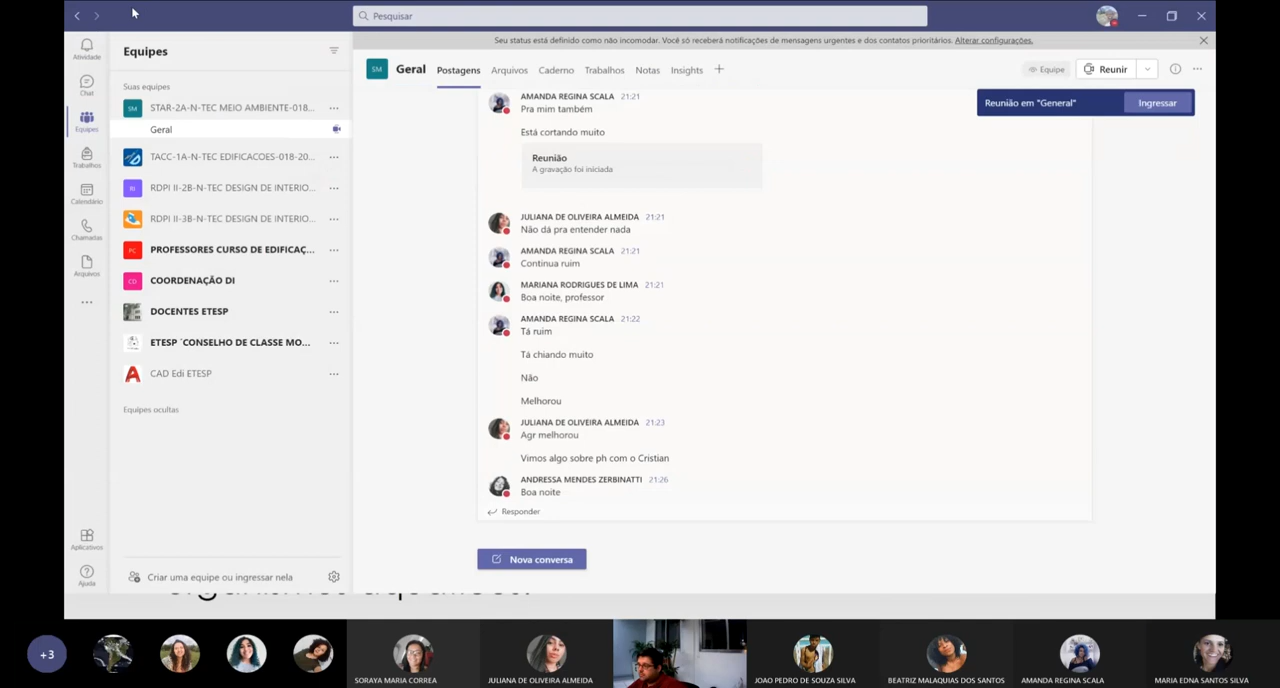 Pesquisar
Seu status está definido como não incomodar. Você só receberá notificações de mensagens urgentes e dos contatos prioritários. Alterar configurações.
Atividade
Chat
Equipes
Trabalhos
Calendário
Chamadas
Arquivos
Aplicativos
Ajuda
Equipes
Suas equipes
SM STAR-2A-N-TEC MEIO AMBIENTE-018...
Geral
TACC-1A-N-TEC EDIFICACOES-018-20...
RI RDPI II-2B-N-TEC DESIGN DE INTERIO...
RDPI II-3B-N-TEC DESIGN DE INTERIO...
PC PROFESSORES CURSO DE EDIFICAÇ...
CD COORDENAÇÃO DI
DOCENTES ETESP
ETESP ´CONSELHO DE CLASSE MO...
CAD Edi ETESP
Equipes ocultas
Criar uma equipe ou ingressar nela
SM Geral Postagens Arquivos Caderno Trabalhos Notas Insights
Equipe Reunir
Reunião em "General" Ingressar
AMANDA REGINA SCALA 21:21
Pra mim também
Está cortando muito
Reunião
A gravação foi iniciada
JULIANA DE OLIVEIRA ALMEIDA 21:21
Não dá pra entender nada
AMANDA REGINA SCALA 21:21
Continua ruim
MARIANA RODRIGUES DE LIMA 21:21
Boa noite, professor
AMANDA REGINA SCALA 21:22
Tá ruim
Tá chiando muito
Não
Melhorou
JULIANA DE OLIVEIRA ALMEIDA 21:23
Agr melhorou
Vimos algo sobre ph com o Cristian
ANDRESSA MENDES ZERBINATTI 21:26
Boa noite
Responder
Nova conversa
+3
SORAYA MARIA CORREA
JULIANA DE OLIVEIRA ALMEIDA
JOAO PEDRO DE SOUZA SILVA
BEATRIZ MALAQUIAS DOS SANTOS
AMANDA REGINA SCALA
MARIA EDNA SANTOS SILVA